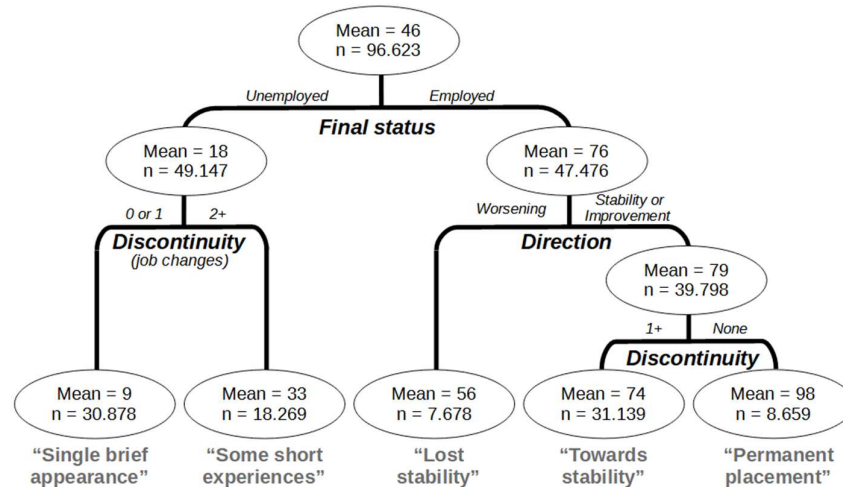 Mean = 46
n = 96.623
Unemployed
Employed
Final status
Mean = 18
n = 49.147
Mean = 76
n = 47.476
0 or 1
2+
Discontinuity
(job changes)
Worsening
Stability or
Improvement
Direction
Mean = 79
n = 39.798
1+
None
Discontinuity
Mean = 9
n = 30.878
Mean = 33
n = 18.269
Mean = 56
n = 7.678
Mean = 74
n = 31.139
Mean = 98
n = 8.659
“Single brief
appearance”
“Some short
experiences”
“Lost
stability”
“Towards
stability”
“Permanent
placement”